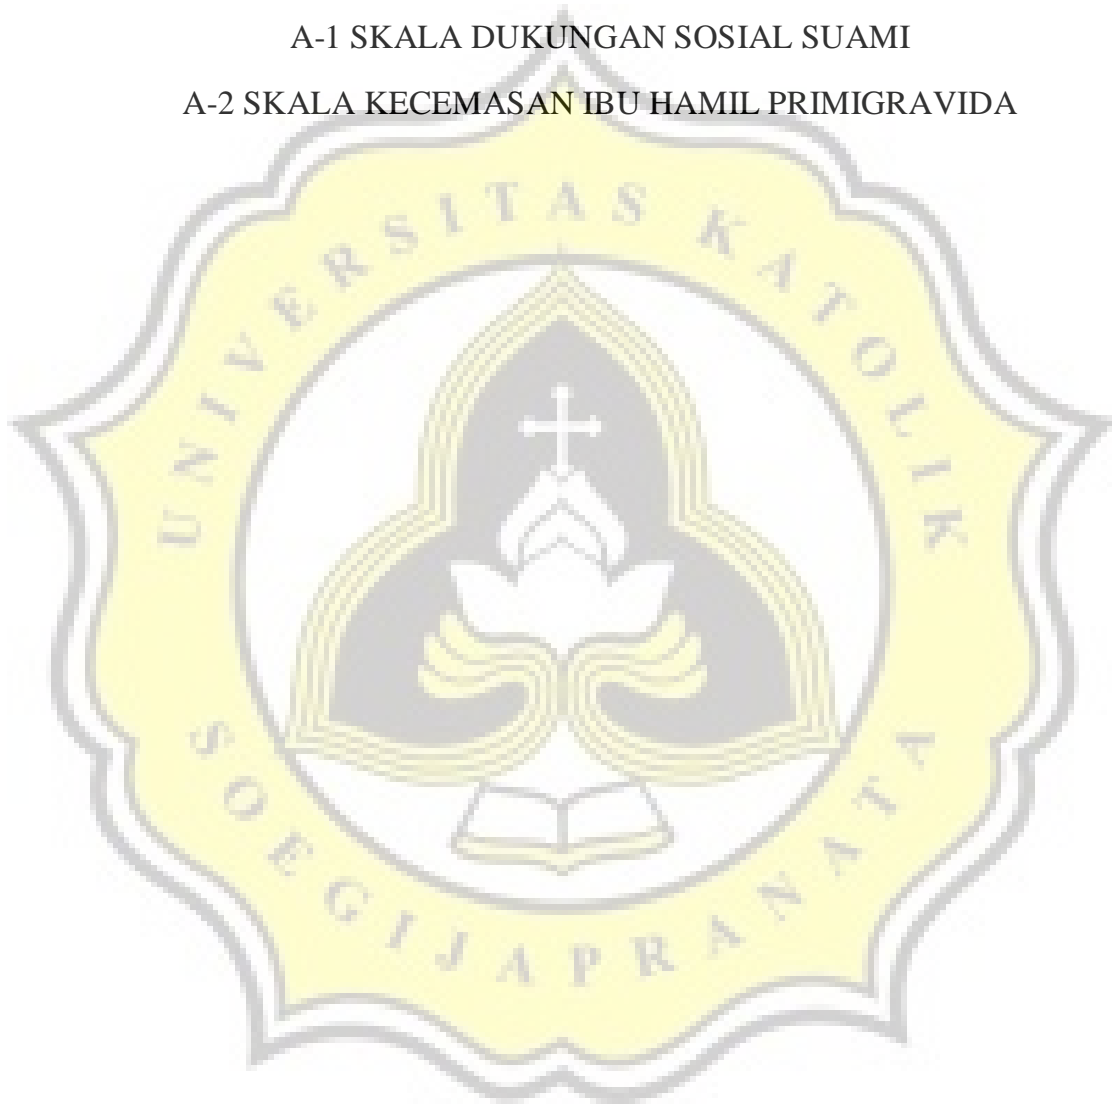 A-1 SKALA DUKUNGAN SOSIAL SUAMI
A-2 SKALA KECEMASAN IBU HAMIL PRIMIGRAVIDA
UNIVERSITAS KATOLIK
SOEGIJAPRANATA